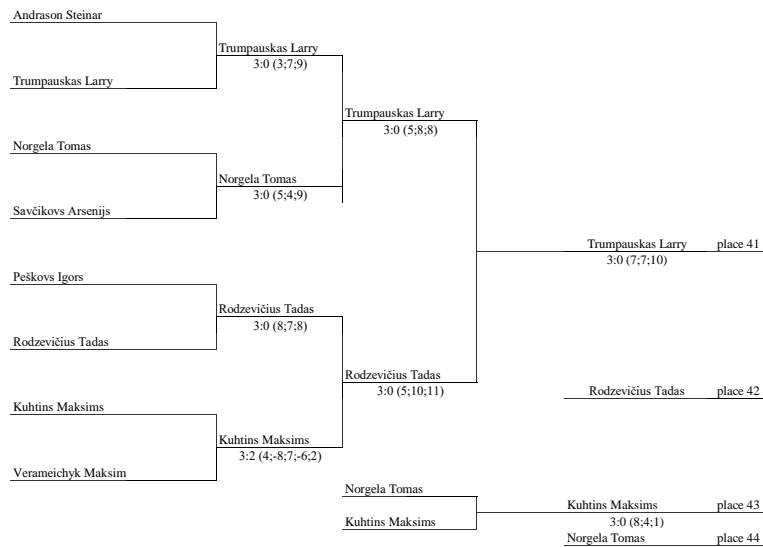 Andrason Steinar
Trumpauskas Larry
3:0 (3;7;9)
Trumpauskas Larry
Trumpauskas Larry
3:0 (5;8;8)
Norgela Tomas
Norgela Tomas
3:0 (5;4;9)
Savčikovs Arsenijs
Trumpauskas Larry place 41
3:0 (7;7;10)
Peškovs Igors
Rodzevičius Tadas
3:0 (8;7;8)
Rodzevičius Tadas
Rodzevičius Tadas
3:0 (5;10;11)
Rodzevičius Tadas place 42
Kuhtins Maksims
Kuhtins Maksims
3:2 (4;-8;7;-6;2)
Verameichyk Maksim
Norgela Tomas
Kuhtins Maksims place 43
3:0 (8;4;1)
Kuhtins Maksims
Norgela Tomas place 44